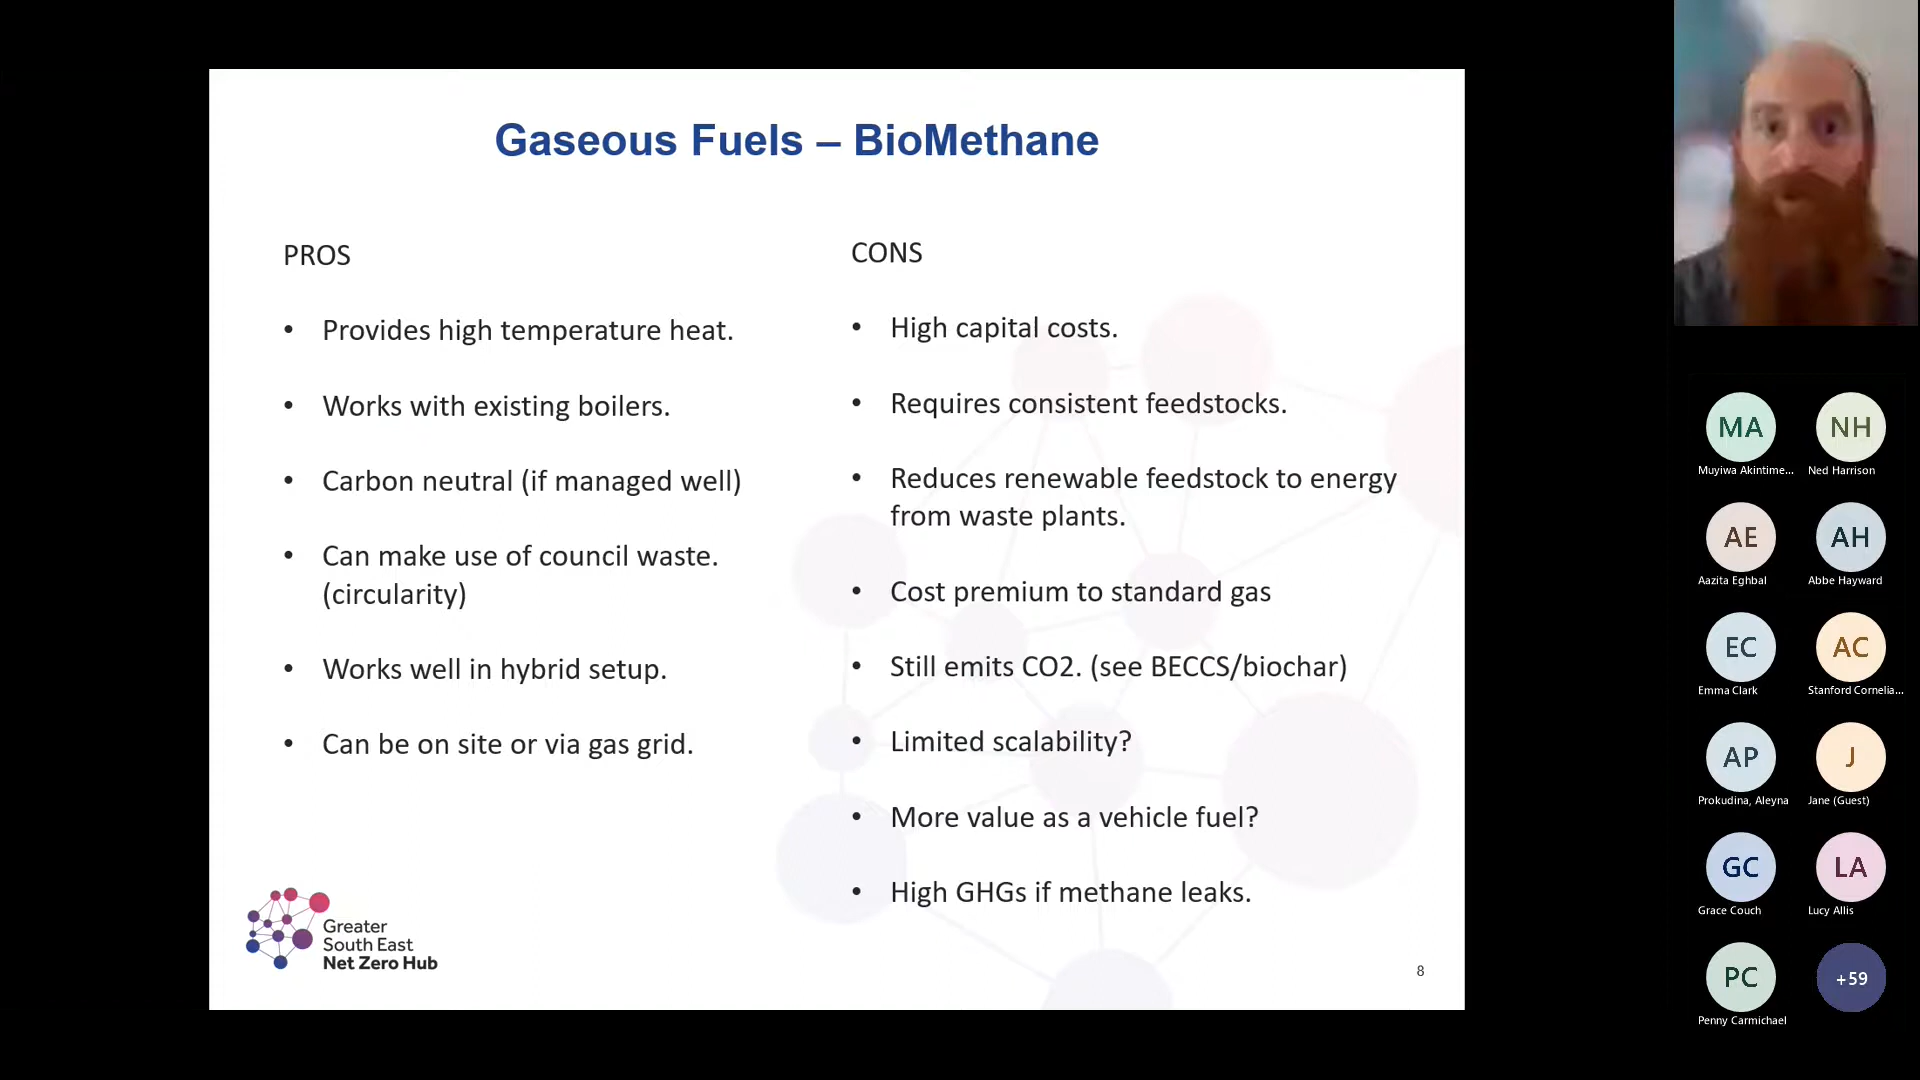 Gaseous Fuels – BioMethane
PROS
• Provides high temperature heat.
• Works with existing boilers.
• Carbon neutral (if managed well)
• Can make use of council waste.
(circularity)
• Works well in hybrid setup.
• Can be on site or via gas grid.
CONS
• High capital costs.
• Requires consistent feedstocks.
• Reduces renewable feedstock to energy
from waste plants.
• Cost premium to standard gas
• Still emits CO2. (see BECCS/biochar)
• Limited scalability?
• More value as a vehicle fuel?
• High GHGs if methane leaks.
Greater
South East
Net Zero Hub
8
MA
Muyiwa Akintime...
NH
Ned Harrison
AE
Aazita Eghbal
AH
Abbe Hayward
EC
Emma Clark
AC
Stanford Cornelia...
AP
Prokudina, Aleyna
J
Jane (Guest)
GC
Grace Couch
LA
Lucy Allis
PC
Penny Carmichael
+59